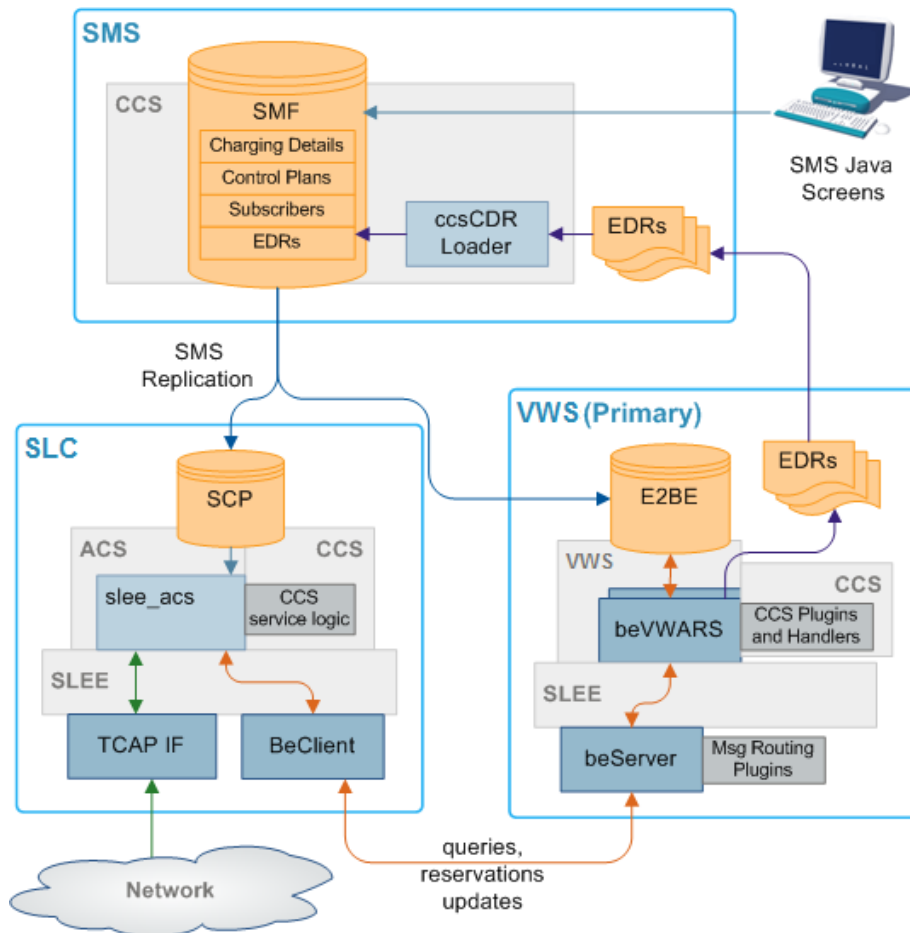 SMS
CCS
SMF
Charging Details
Control Plans
Subscribers
EDRs
ccsCDR
Loader
EDRs
SMS Java
Screens
SMS
Replication
SLC
SCP
ACS
CCS
slee_acs
CCS
service logic
SLEE
TCAP IF
BeClient
Network
queries,
reservations
updates
VWS (Primary)
E2BE
EDRs
VWS
CCS
beVWARS
CCS Plugins
and Handlers
SLEE
beServer
Msg Routing
Plugins